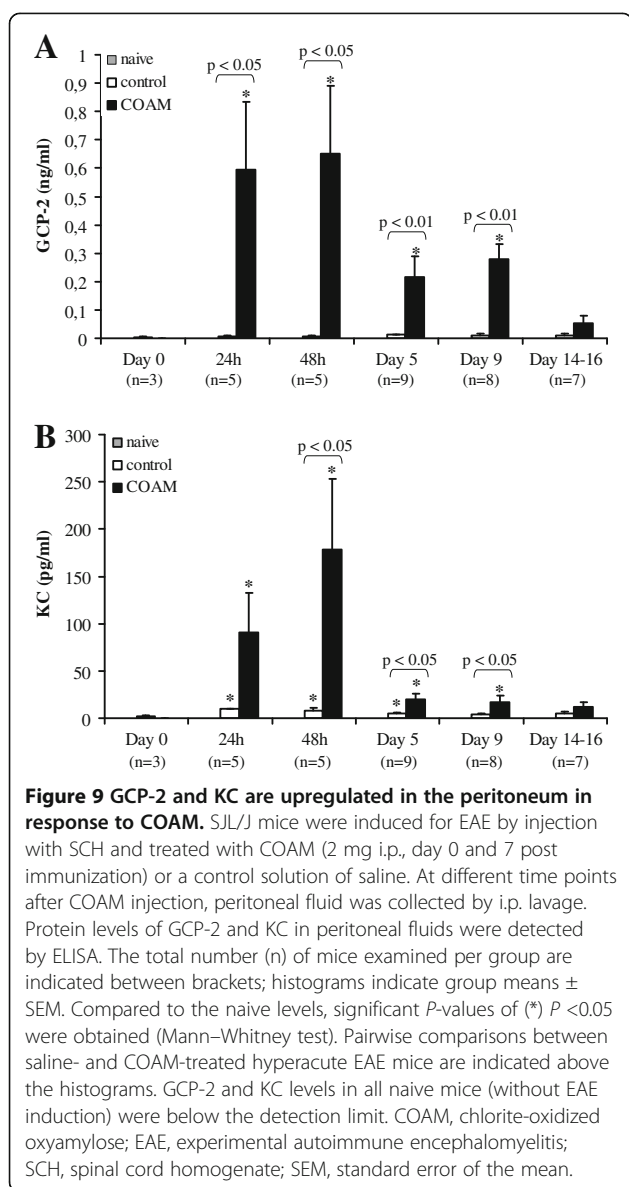 A
naive
control
COAM
p < 0.05
p < 0.05
p < 0.01
p < 0.01
*
*
*
*
GCP-2 (ng/ml)
1
0,9
0,8
0,7
0,6
0,5
0,4
0,3
0,2
0,1
0
Day 0 24h 48h Day 5 Day 9 Day 14-16
(n=3) (n=5) (n=5) (n=9) (n=8) (n=7)
B
naive
control
COAM
p < 0.05
p < 0.05
p < 0.05
*
*
*
*
*
*
*
KC (pg/ml)
300
250
200
150
100
50
0
Day 0 24h 48h Day 5 Day 9 Day 14-16
(n=3) (n=5) (n=5) (n=9) (n=8) (n=7)
Figure 9 GCP-2 and KC are upregulated in the peritoneum in
response to COAM. SJL/J mice were induced for EAE by injection
with SCH and treated with COAM (2 mg i.p., day 0 and 7 post
immunization) or a control solution of saline. At different time points
after COAM injection, peritoneal fluid was collected by i.p. lavage.
Protein levels of GCP-2 and KC in peritoneal fluids were detected
by ELISA. The total number (n) of mice examined per group are
indicated between brackets; histograms indicate group means ±
SEM. Compared to the naive levels, significant P-values of (*) P <0.05
were obtained (Mann–Whitney test). Pairwise comparisons between
saline- and COAM-treated hyperacute EAE mice are indicated above
the histograms. GCP-2 and KC levels in all naive mice (without EAE
induction) were below the detection limit. COAM, chlorite-oxidized
oxyamylose; EAE, experimental autoimmune encephalomyelitis;
SCH, spinal cord homogenate; SEM, standard error of the mean.